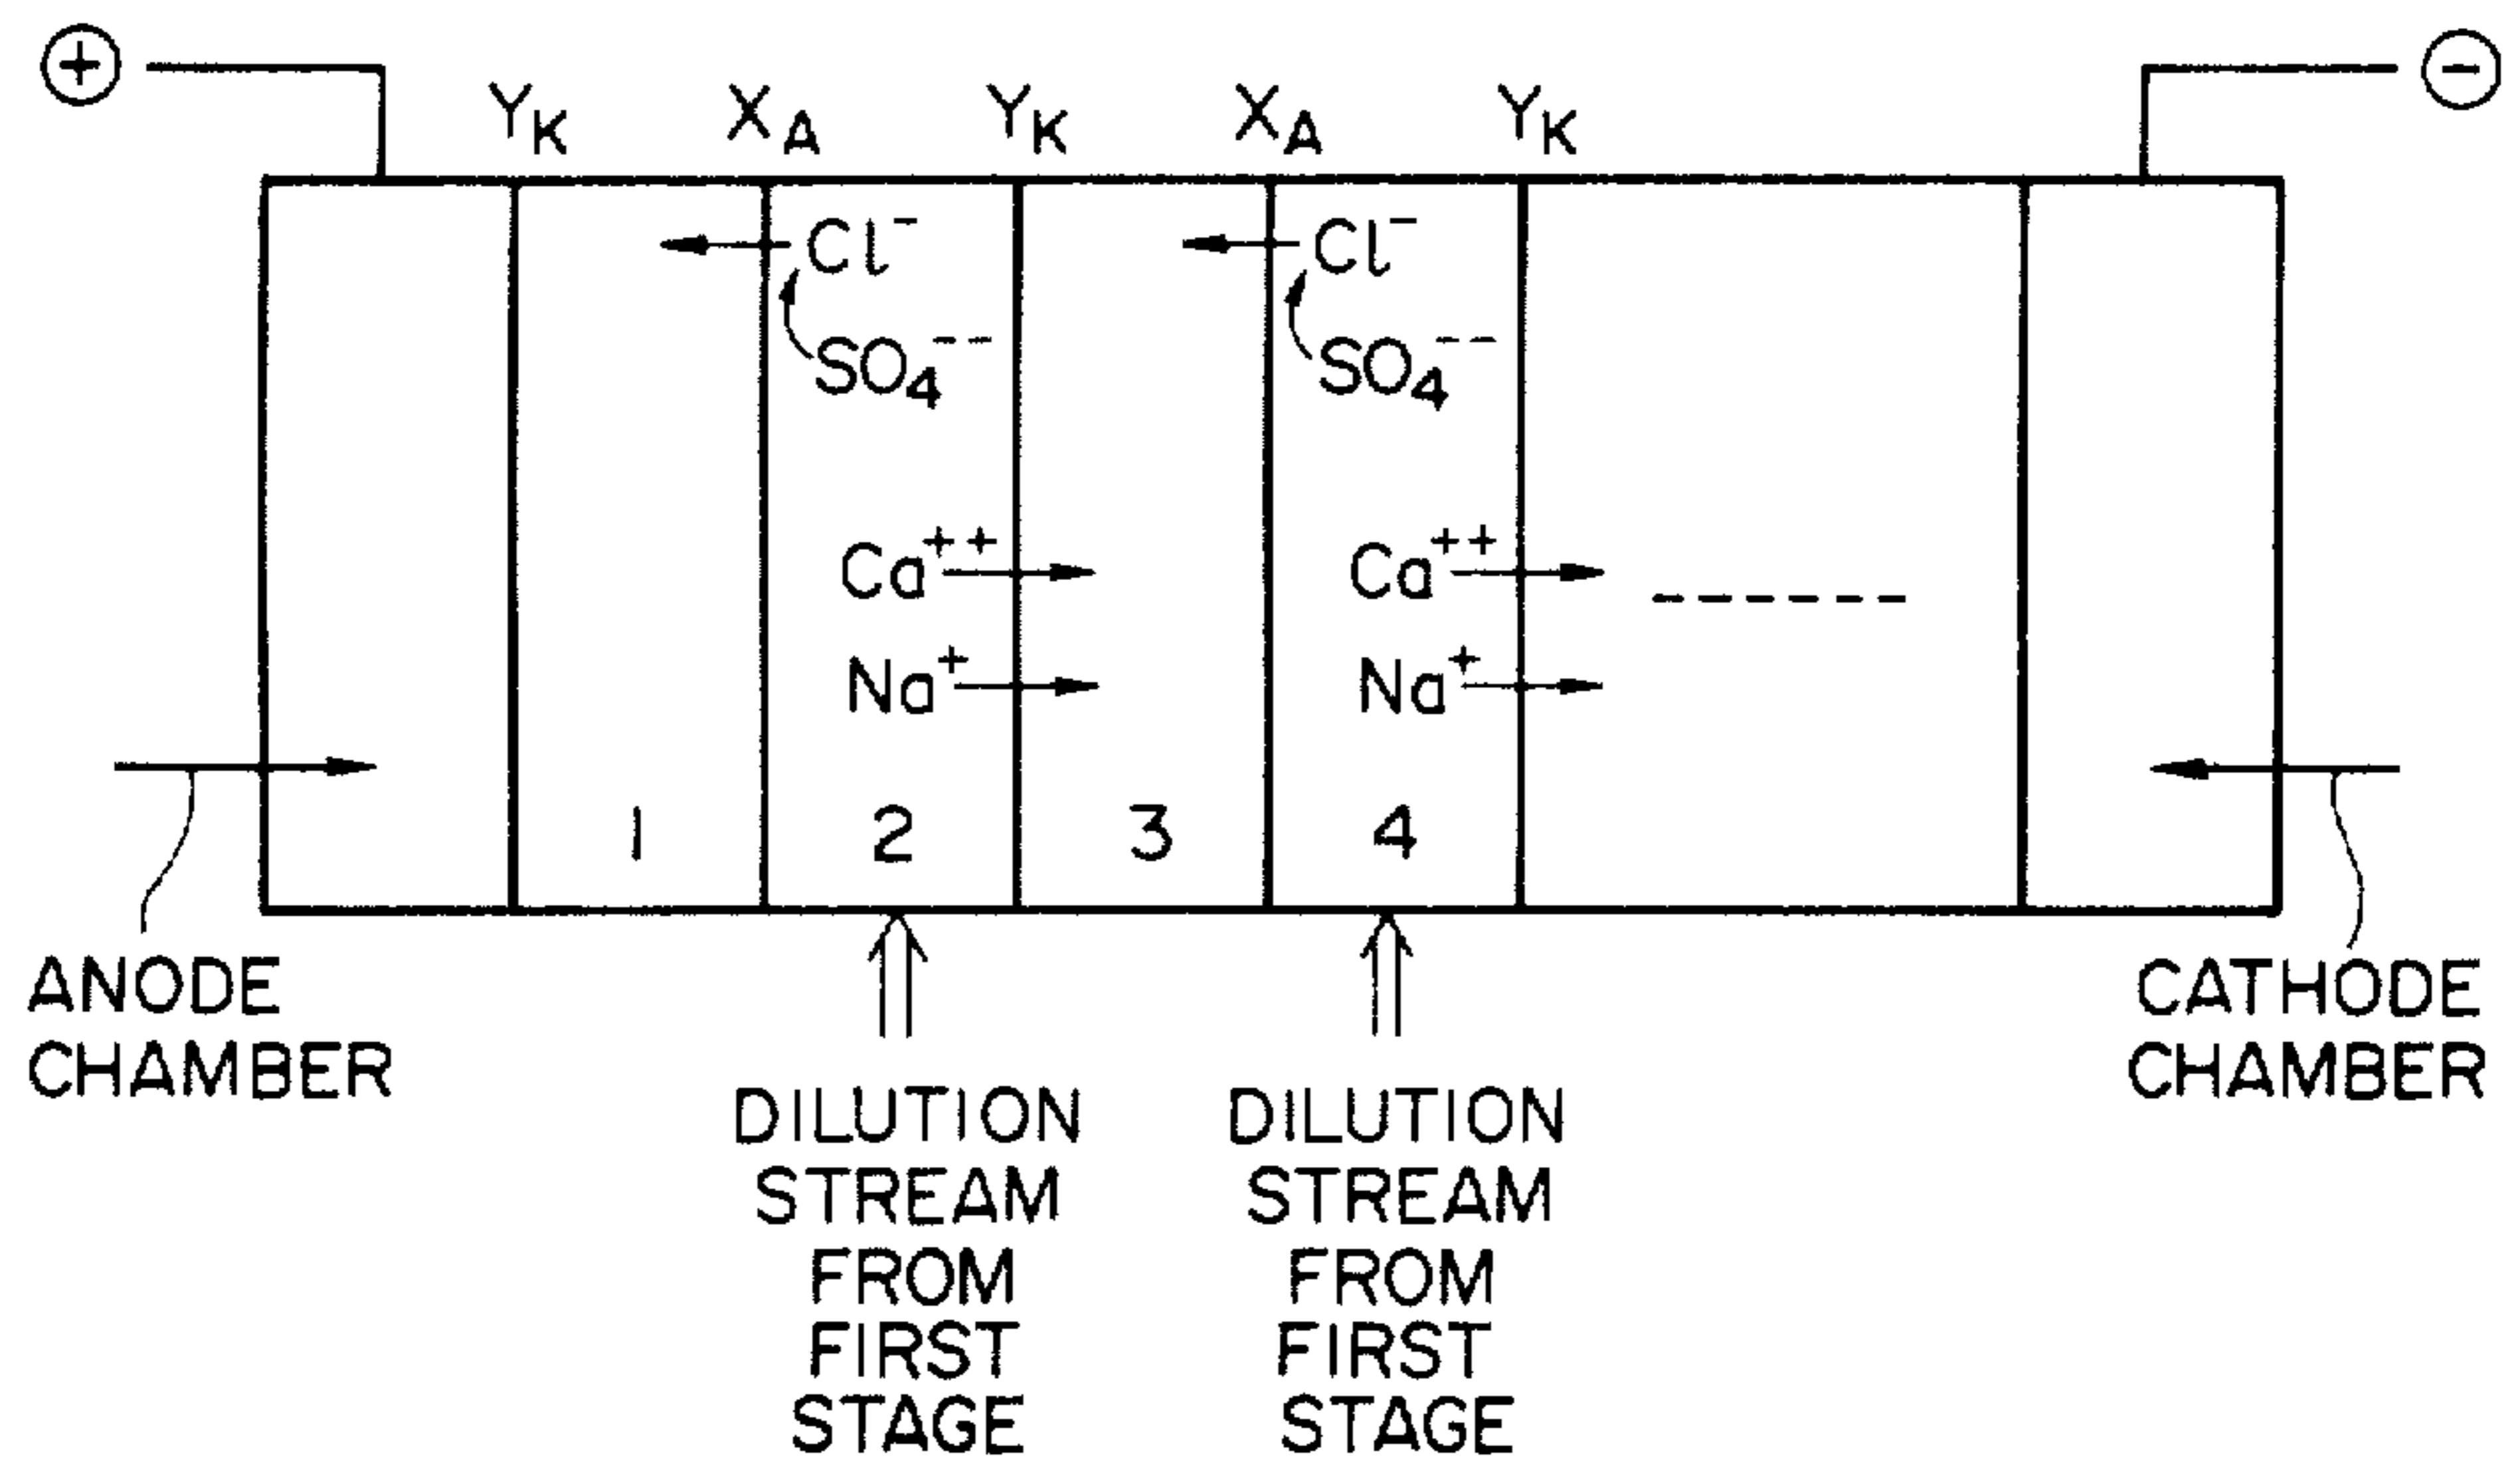 + −
Y_K X_A Y_K X_A Y_K
Cl⁻ Cl⁻
SO₄⁻⁻ SO₄⁻⁻
Ca⁺⁺ Ca⁺⁺
Na⁺ Na⁺
1 2 3 4
ANODE
CHAMBER
DILUTION
STREAM
FROM
FIRST
STAGE
DILUTION
STREAM
FROM
FIRST
STAGE
CATHODE
CHAMBER